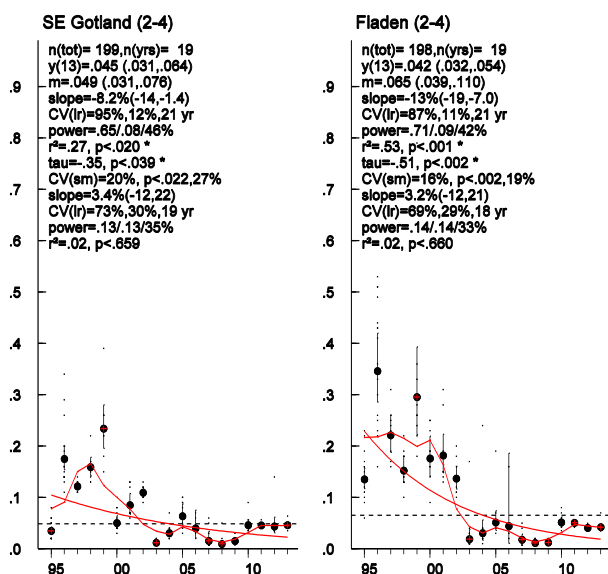 SE Gotland (2-4)
n(tot)= 199,n(yrs)= 19
y(13)=.045 (.031,.064)
m=.049 (.031,.076)
slope=-8.2%(-14,-1.4)
CV(lr)=95%,12%,21 yr
power=.65/.08/46%
r²=.27, p<.020 *
tau=-.35, p<.039 *
CV(sm)=20%, p<.022,27%
slope=3.4%(-12,22)
CV(lr)=73%,30%,19 yr
power=.13/.13/35%
r²=.02, p<.659
.9
.8
.7
.6
.5
.4
.3
.2
.1
.0
95 00 05 10
Fladen (2-4)
n(tot)= 198,n(yrs)= 19
y(13)=.042 (.032,.054)
m=.065 (.039,.110)
slope=-13%(-19,-7.0)
CV(lr)=87%,11%,21 yr
power=.71/.09/42%
r²=.53, p<.001 *
tau=-.51, p<.002 *
CV(sm)=16%, p<.002,19%
slope=3.2%(-12,21)
CV(lr)=69%,29%,18 yr
power=.14/.14/33%
r²=.02, p<.660
.9
.8
.7
.6
.5
.4
.3
.2
.1
.0
95 00 05 10